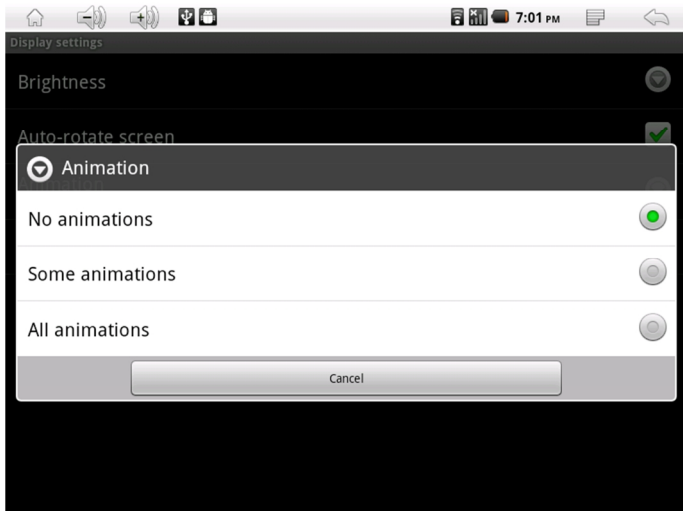 7:01 PM
Display settings
Brightness
Auto-rotate screen
Animation
No animations
Some animations
All animations
Cancel